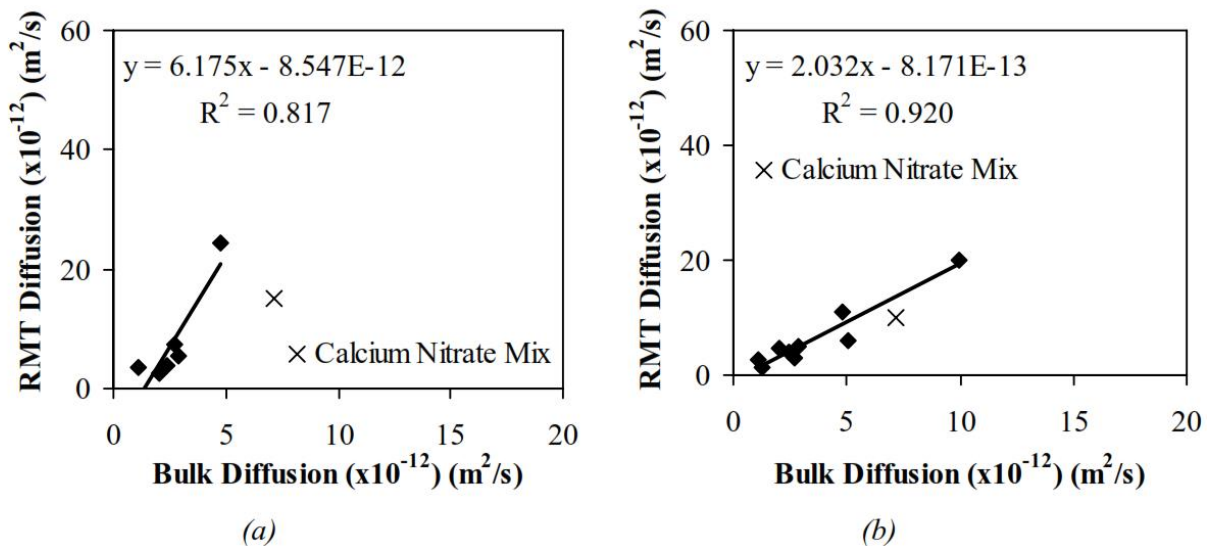 RMT Diffusion (x10⁻¹²) (m²/s)
60
40
20
0
y = 6.175x - 8.547E-12
R² = 0.817
× Calcium Nitrate Mix
0 5 10 15 20
Bulk Diffusion (x10⁻¹²) (m²/s)
(a)
RMT Diffusion (x10⁻¹²) (m²/s)
60
40
20
0
y = 2.032x - 8.171E-13
R² = 0.920
× Calcium Nitrate Mix
0 5 10 15 20
Bulk Diffusion (x10⁻¹²) (m²/s)
(b)